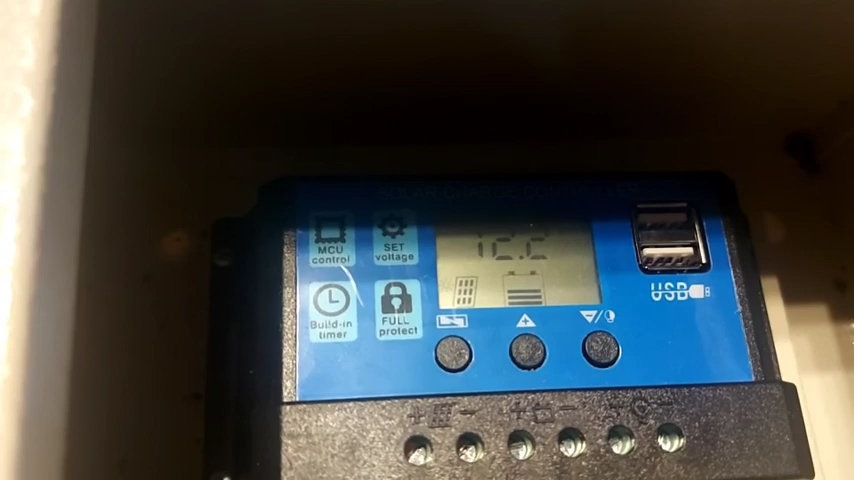 SOLAR CHARGE CONTROLLER
MCU
control
SET
voltage
12.2
USB
Build-in
timer
FULL
protect